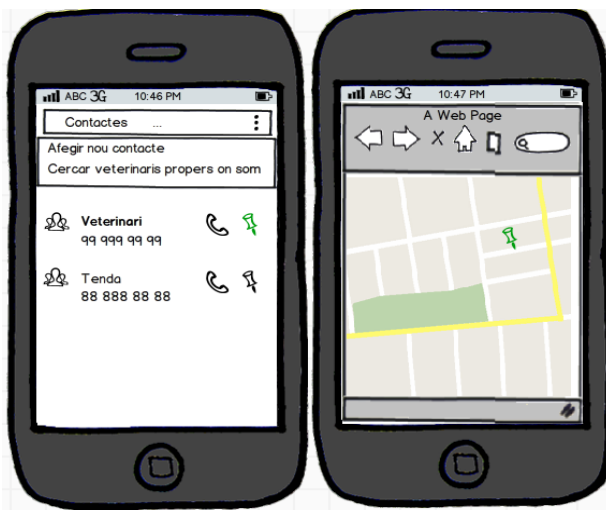 ABC 3G 10:46 PM
Contactes ...
Afegir nou contacte
Cercar veterinaris propers on som
Veterinari
99 999 99 99
Tenda
88 888 88 88
ABC 3G 10:47 PM
A Web Page